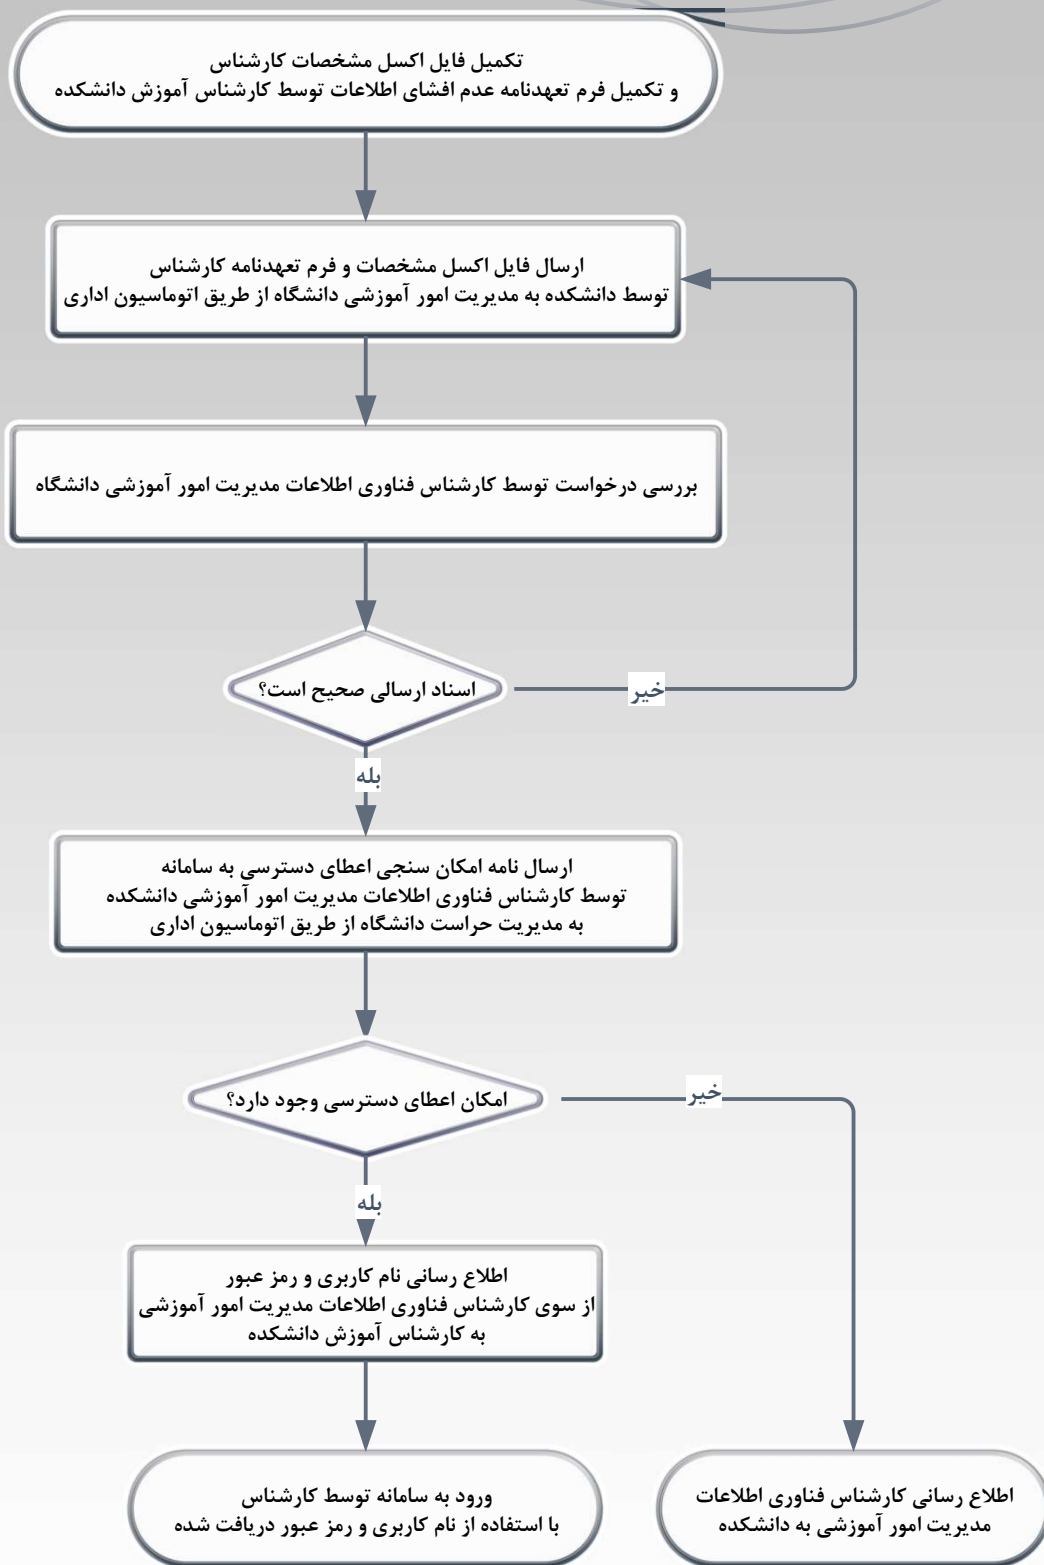 تکمیل فایل اکسل مشخصات کارشناس
و تکمیل فرم تعهدنامه عدم افشای اطلاعات توسط کارشناس آموزش دانشکده
ارسال فایل اکسل مشخصات و فرم تعهدنامه کارشناس
توسط دانشکده به مدیریت امور آموزشی دانشگاه از طریق اتوماسیون اداری
بررسی درخواست توسط کارشناس فناوری اطلاعات مدیریت امور آموزشی دانشگاه
اسناد ارسالی صحیح است؟
خیر
بله
ارسال نامه امکان سنجی اعطای دسترسی به سامانه
توسط کارشناس فناوری اطلاعات مدیریت امور آموزشی دانشکده
به مدیریت حراست دانشگاه از طریق اتوماسیون اداری
امکان اعطای دسترسی وجود دارد؟
خیر
بله
اطلاع رسانی نام کاربری و رمز عبور
از سوی کارشناس فناوری اطلاعات مدیریت امور آموزشی
به کارشناس آموزش دانشکده
اطلاع رسانی کارشناس فناوری اطلاعات
مدیریت امور آموزشی به دانشکده
ورود به سامانه توسط کارشناس
با استفاده از نام کاربری و رمز عبور دریافت شده